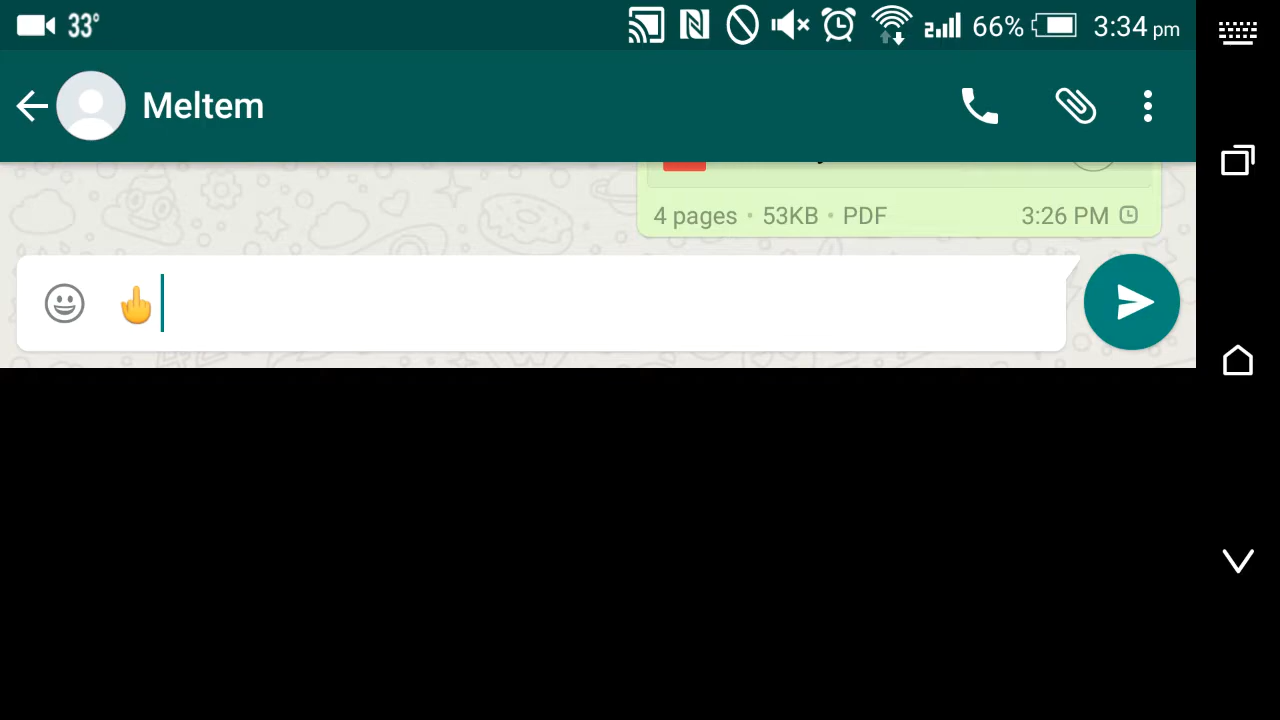 33° 66% 3:34 pm
Meltem
4 pages • 53KB • PDF 3:26 PM